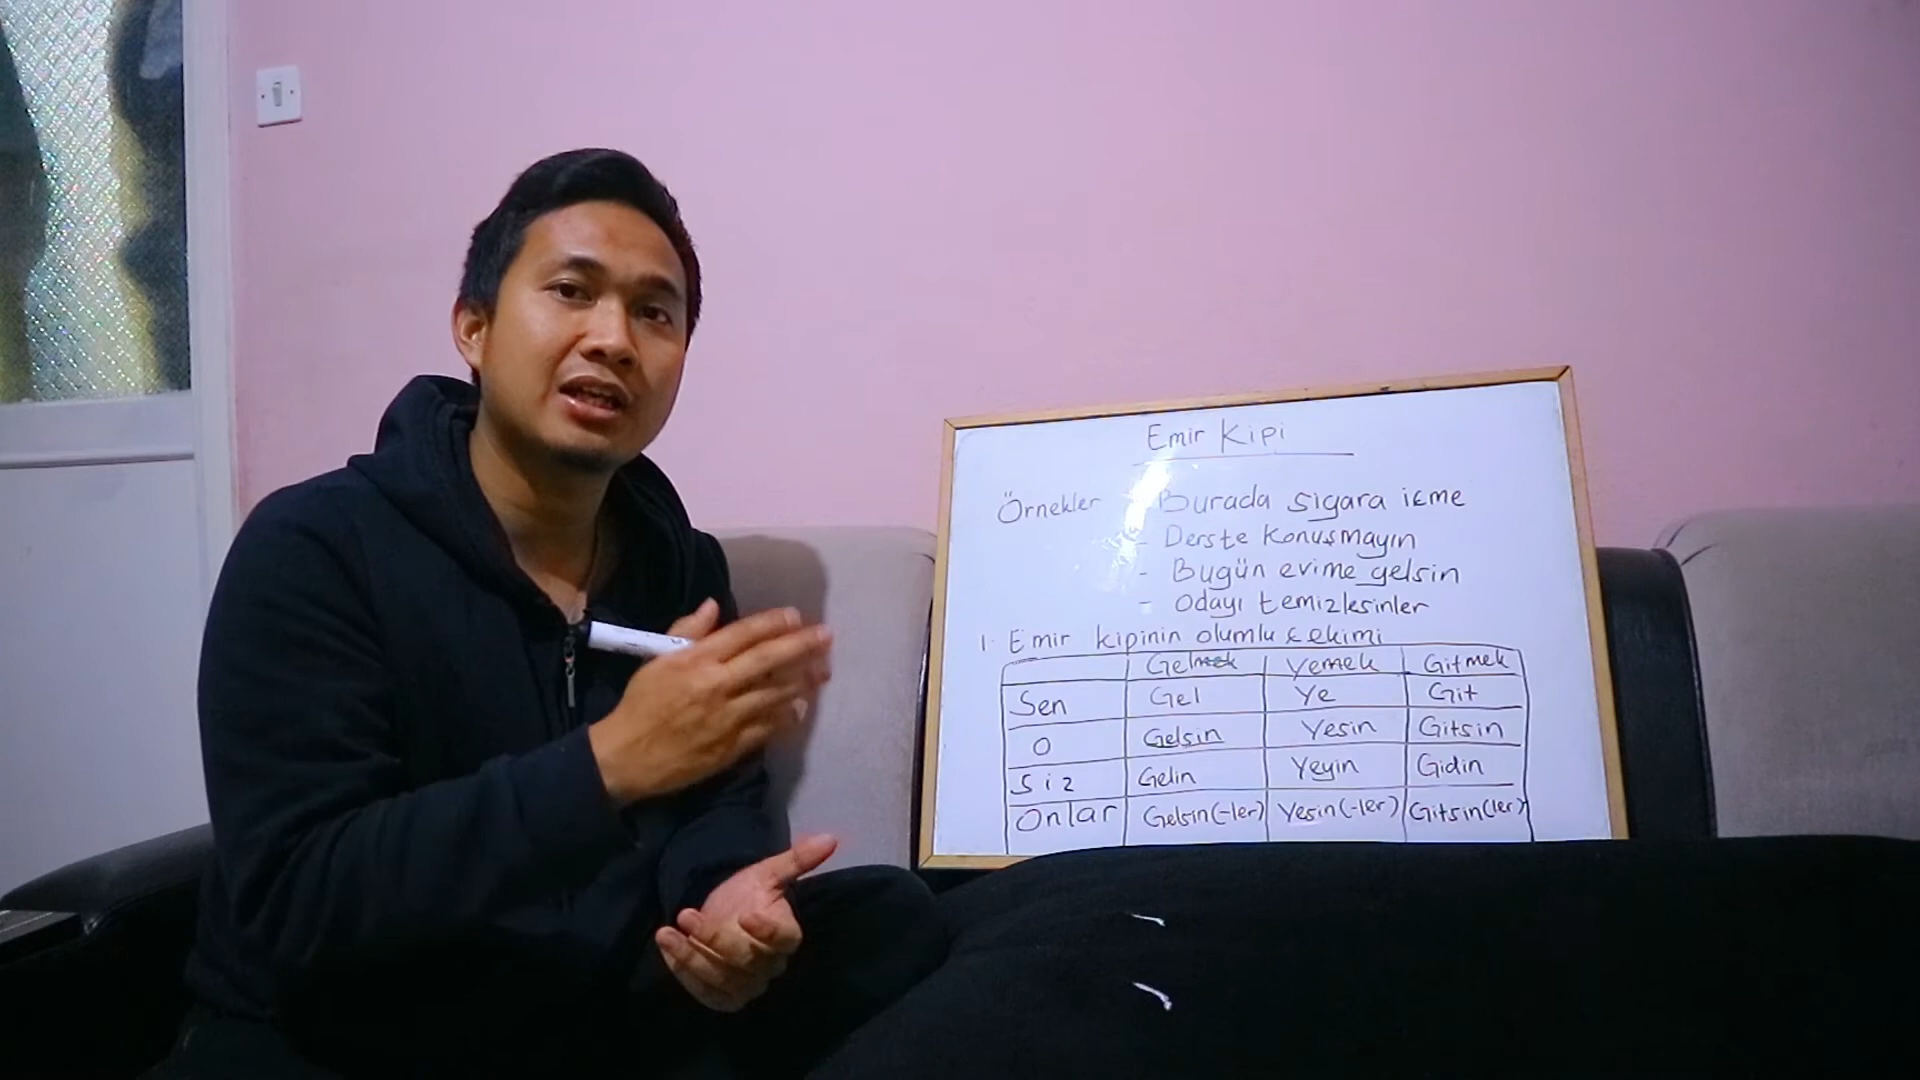 Emir Kipi
Örnekler - Burada sigara içme
- Derste konuşmayın
- Bugün evime gelsin
- Odayı temizlesinler
1. Emir kipinin olumlu çekimi
Gelmek Yemek Gitmek
Sen Gel Ye Git
O Gelsin Yesin Gitsin
Siz Gelin Yeyin Gidin
Onlar Gelsin(-ler) Yesin(-ler) Gitsin(ler)